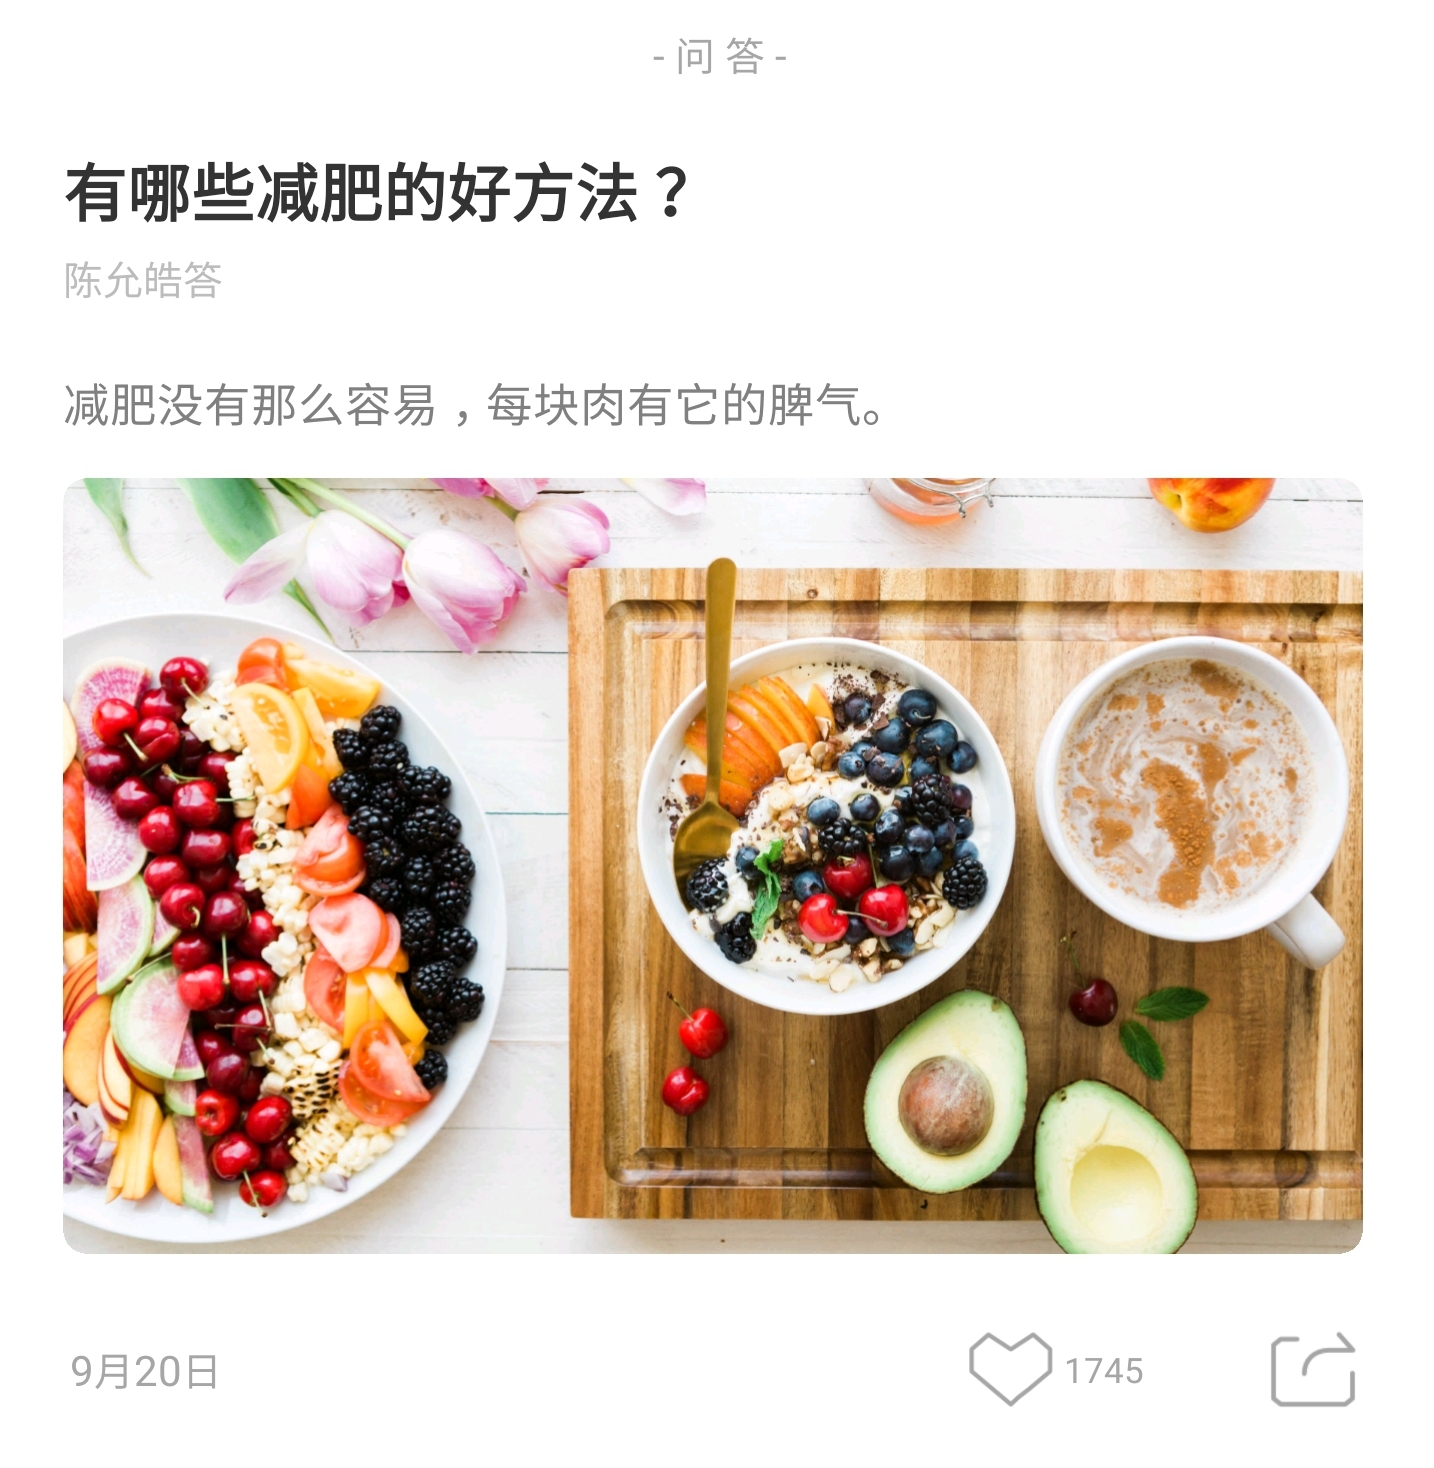 - 问 答 -
有哪些减肥的好方法？
陈允皓答
减肥没有那么容易，每块肉有它的脾气。
9月20日
1745